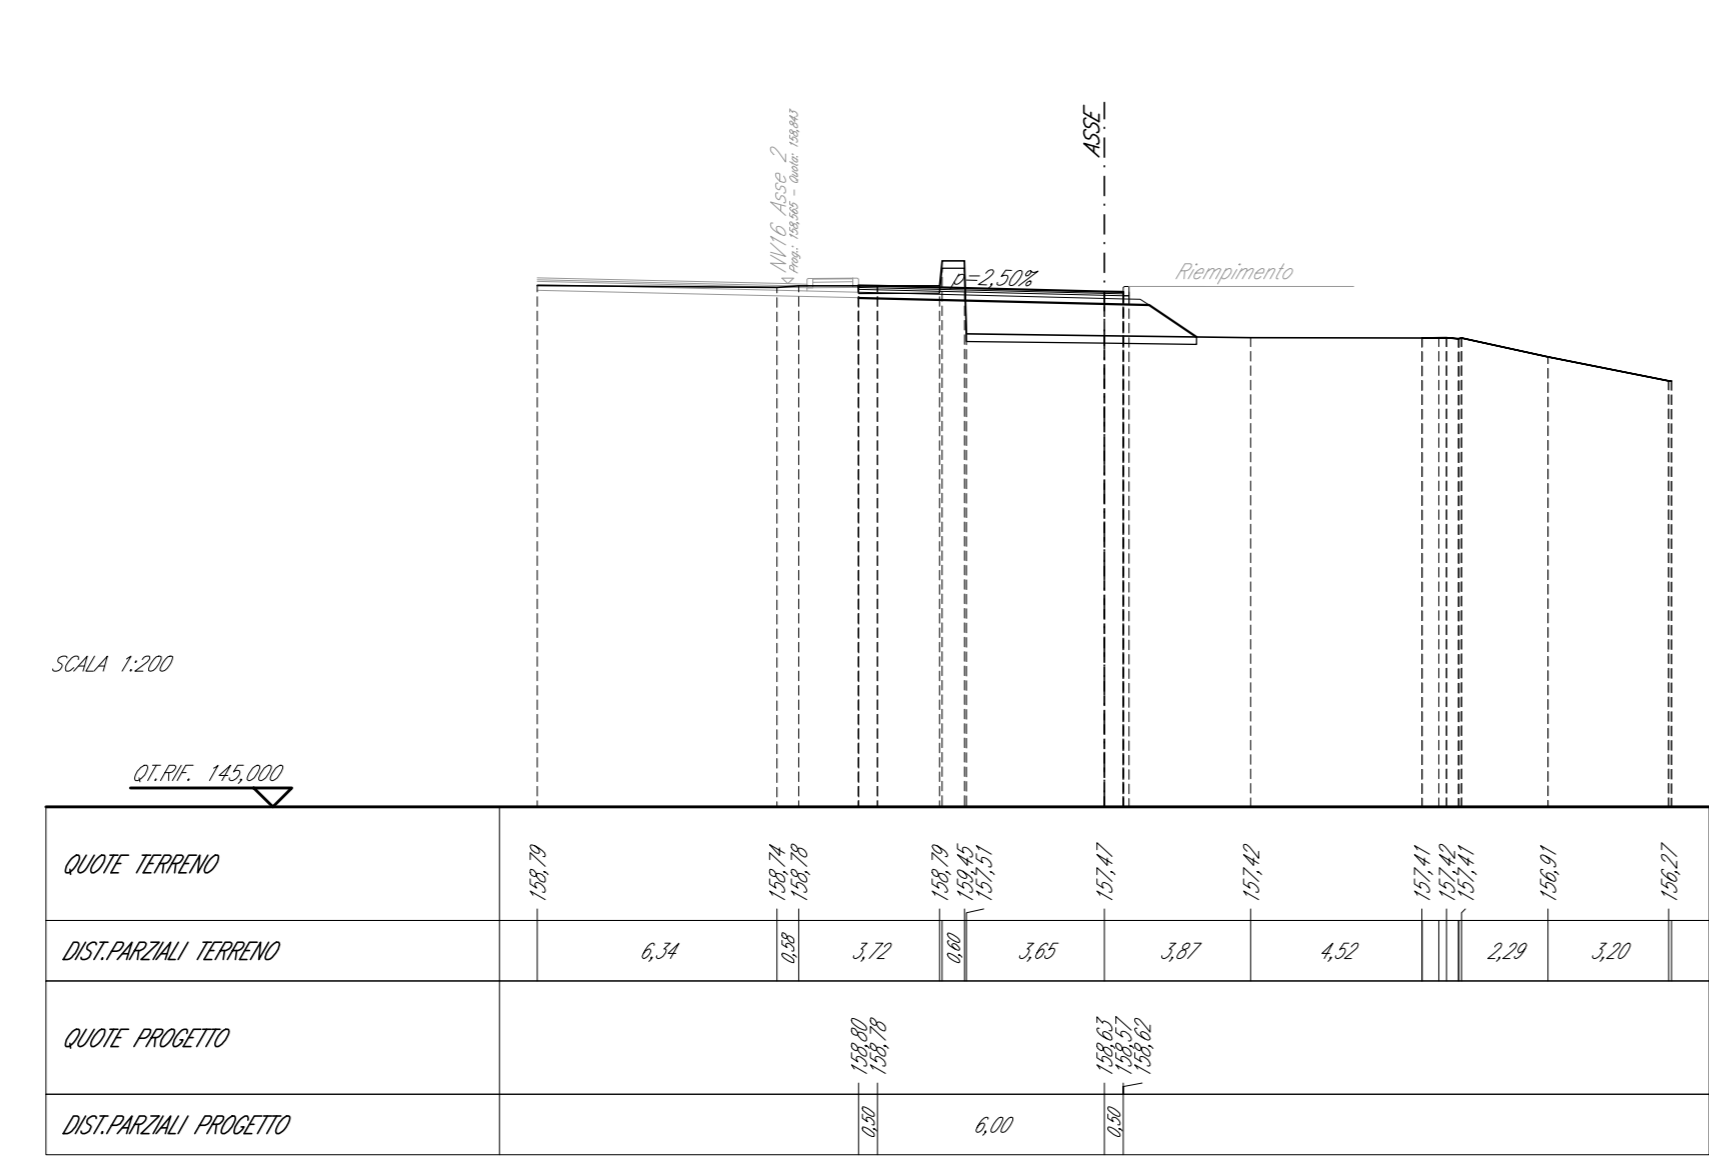 ASSE
NV16 Asse 2
Prog.: 158,565 - Quota: 158,843
p=2,50%
Riempimento
SCALA 1:200
QT.RIF. 145,000
QUOTE TERRENO 158,79 158,74 158,78 158,79 159,45 157,51 157,47 157,42 157,41 157,42 157,41 156,91 156,27
DIST.PARZIALI TERRENO 6,34 0,58 3,72 0,60 3,65 3,87 4,52 2,29 3,20
QUOTE PROGETTO 158,80 158,78 158,63 158,57 158,62
DIST.PARZIALI PROGETTO 0,50 6,00 0,50